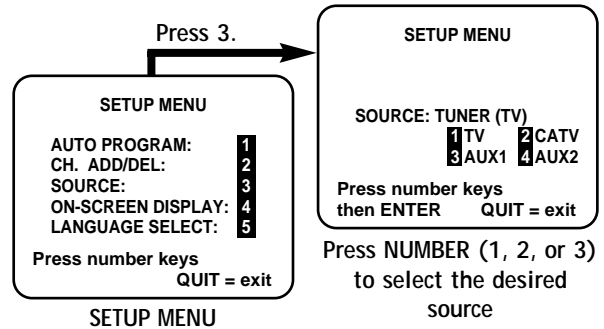 Press 3.
SETUP MENU
AUTO PROGRAM: 1
CH. ADD/DEL: 2
SOURCE: 3
ON-SCREEN DISPLAY: 4
LANGUAGE SELECT: 5
Press number keys
QUIT = exit
SETUP MENU
SETUP MENU
SOURCE: TUNER (TV)
1 TV 2 CATV
3 AUX1 4 AUX2
Press number keys
then ENTER QUIT = exit
Press NUMBER (1, 2, or 3)
to select the desired
source